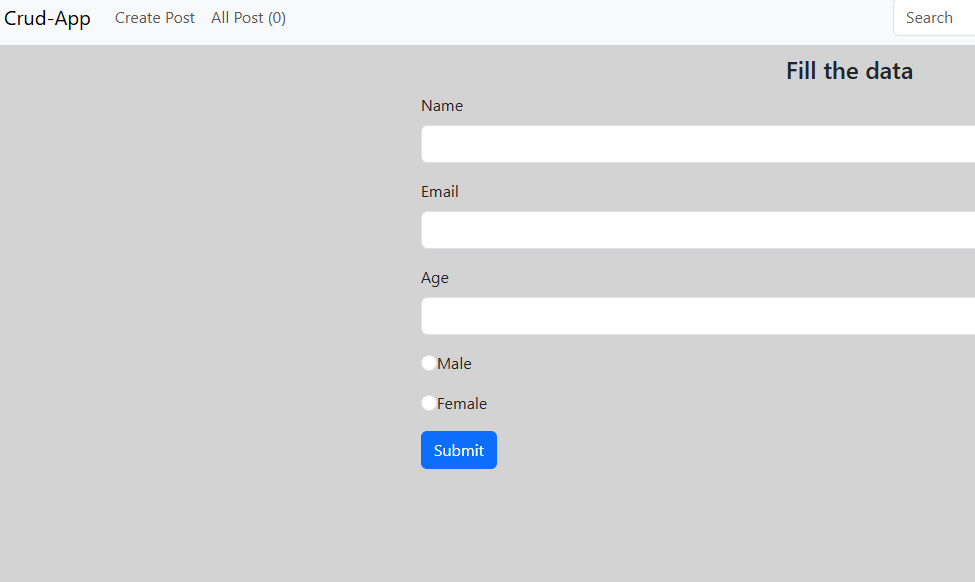 Crud-App Create Post All Post (0) Search
Fill the data
Name
Email
Age
Male
Female
Submit